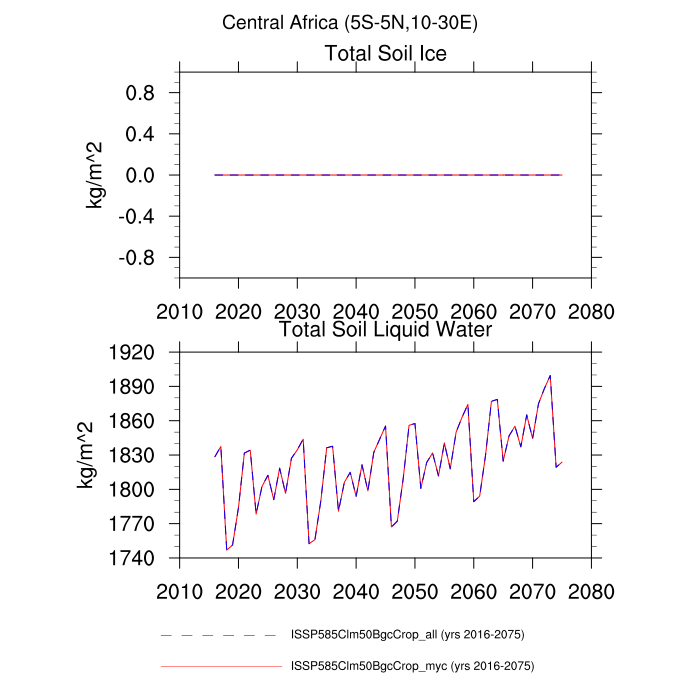 Central Africa (5S-5N,10-30E)
Total Soil Ice
0.8
0.4
0.0
-0.4
-0.8
kg/m^2
2010 2020 2030 2040 2050 2060 2070 2080
Total Soil Liquid Water
1920
1890
1860
1830
1800
1770
1740
kg/m^2
2010 2020 2030 2040 2050 2060 2070 2080
ISSP585Clm50BgcCrop_all (yrs 2016-2075)
ISSP585Clm50BgcCrop_myc (yrs 2016-2075)